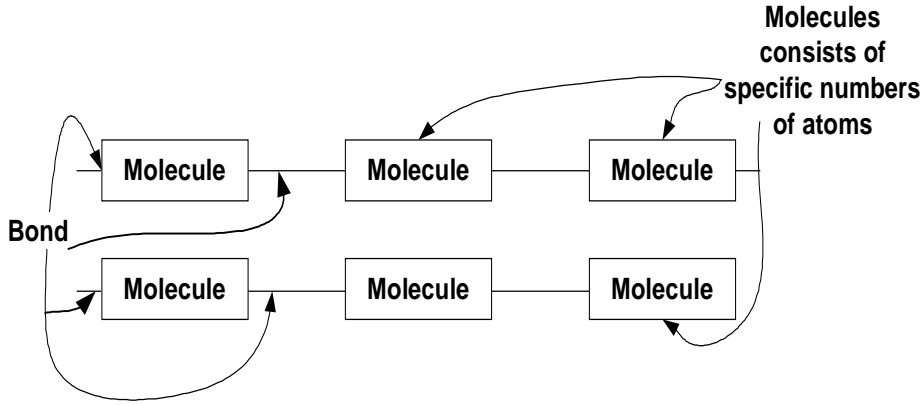 Molecules
consists of
specific numbers
of atoms
Molecule
Molecule
Molecule
Bond
Molecule
Molecule
Molecule